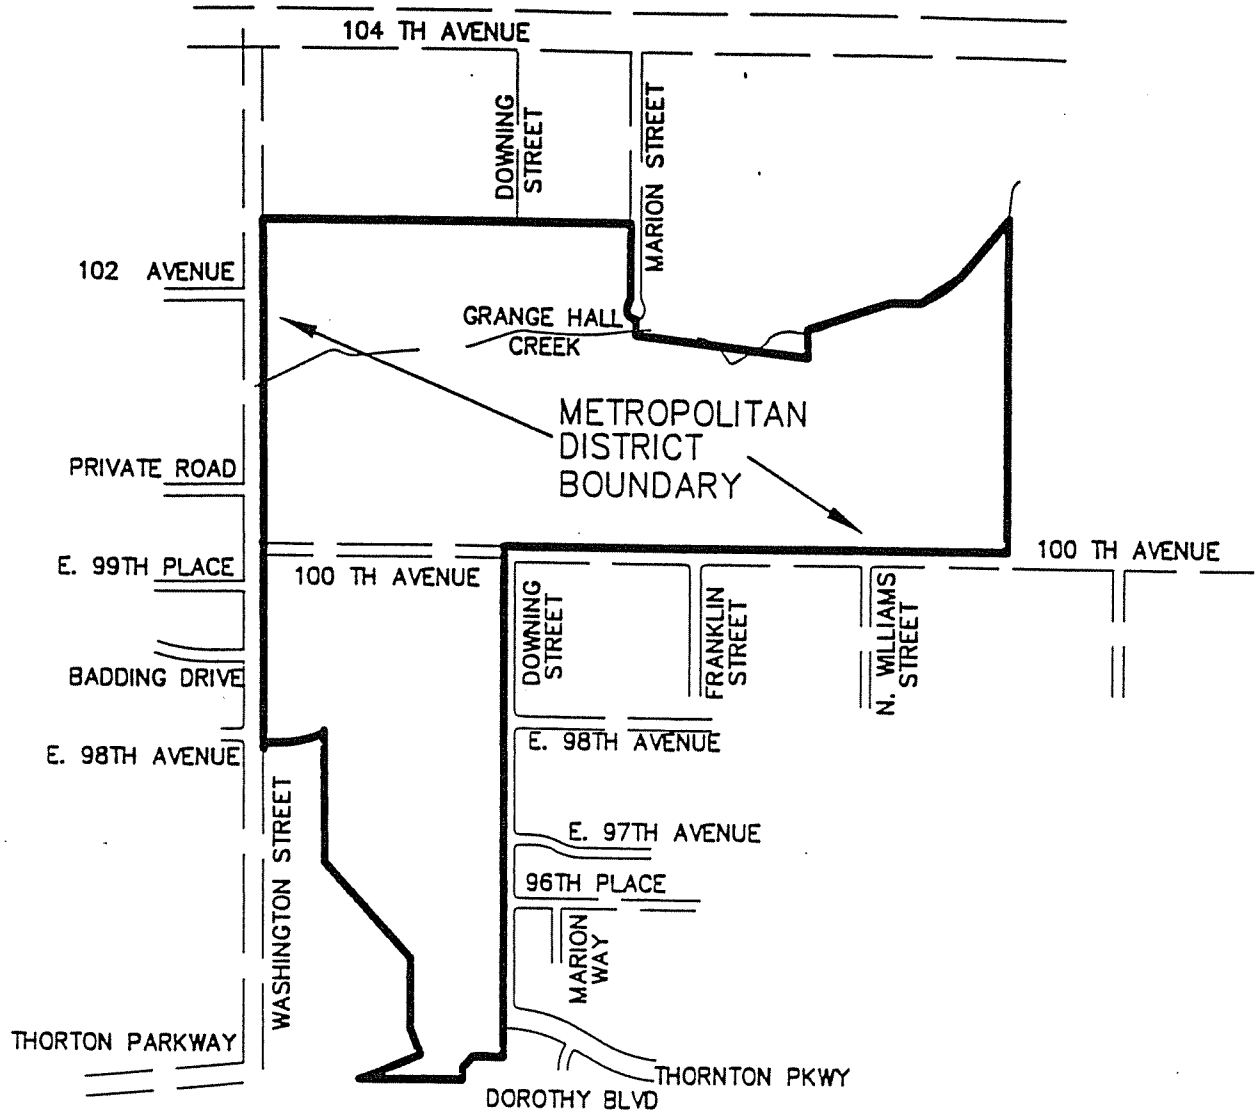 104 TH AVENUE
DOWNING
STREET
MARION STREET
102 AVENUE
GRANGE HALL
CREEK
METROPOLITAN
DISTRICT
BOUNDARY
PRIVATE ROAD
100 TH AVENUE
E. 99TH PLACE
100 TH AVENUE
DOWNING
STREET
FRANKLIN
STREET
N. WILLIAMS
STREET
BADDING DRIVE
E. 98TH AVENUE
E. 98TH AVENUE
WASHINGTON STREET
E. 97TH AVENUE
96TH PLACE
MARION
WAY
THORTON PARKWAY
THORNTON PKWY
DOROTHY BLVD